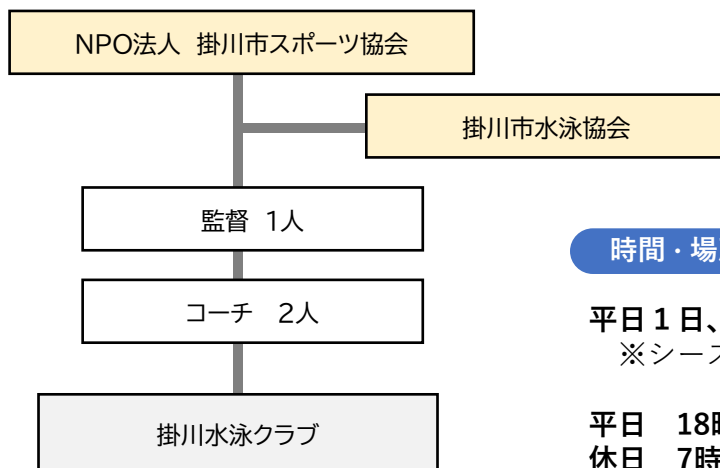 NPO法人 掛川市スポーツ協会
掛川市水泳協会
監督 1人
コーチ 2人
掛川水泳クラブ
時間・場
平日1日、
※シー
平日 18
休日 7時